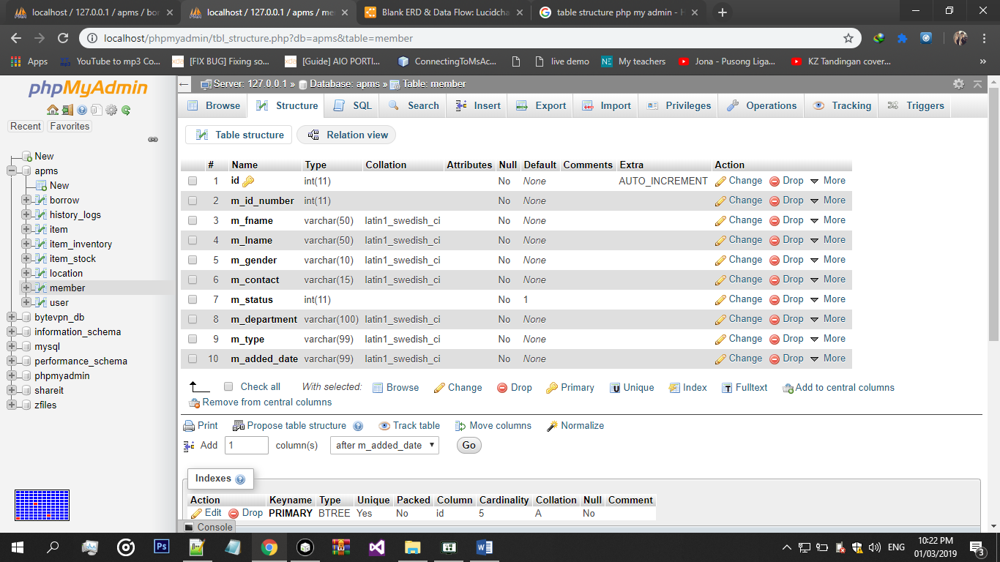 localhost / 127.0.0.1 / apms / bor
localhost / 127.0.0.1 / apms / me
Blank ERD & Data Flow: Lucidcha
table structure php my admin -
localhost/phpmyadmin/tbl_structure.php?db=apms&table=member
Apps
YouTube to mp3 Co...
[FIX BUG] Fixing so...
[Guide] AIO PORTI...
ConnectingToMsAc...
live demo
NE My teachers
Jona - Pusong Liga...
KZ Tandingan cover...
»
phpMyAdmin
Recent Favorites
New
apms
New
borrow
history_logs
item
item_inventory
item_stock
location
member
user
bytevpn_db
information_schema
mysql
performance_schema
phpmyadmin
shareit
zfiles
Server: 127.0.0.1 » Database: apms » Table: member
Browse Structure SQL Search Insert Export Import Privileges Operations Tracking Triggers
Table structure Relation view
# Name Type Collation Attributes Null Default Comments Extra Action
1 id int(11) No None AUTO_INCREMENT Change Drop More
2 m_id_number int(11) No None Change Drop More
3 m_fname varchar(50) latin1_swedish_ci No None Change Drop More
4 m_lname varchar(50) latin1_swedish_ci No None Change Drop More
5 m_gender varchar(10) latin1_swedish_ci No None Change Drop More
6 m_contact varchar(15) latin1_swedish_ci No None Change Drop More
7 m_status int(11) No 1 Change Drop More
8 m_department varchar(100) latin1_swedish_ci No None Change Drop More
9 m_type varchar(99) latin1_swedish_ci No None Change Drop More
10 m_added_date varchar(99) latin1_swedish_ci No None Change Drop More
Check all With selected: Browse Change Drop Primary Unique Index Fulltext Add to central columns
Remove from central columns
Print Propose table structure Track table Move columns Normalize
Add 1 column(s) after m_added_date Go
Indexes
Action Keyname Type Unique Packed Column Cardinality Collation Null Comment
Edit Drop PRIMARY BTREE Yes No id 5 A No
Console
Ps
ENG
10:22 PM
01/03/2019
3